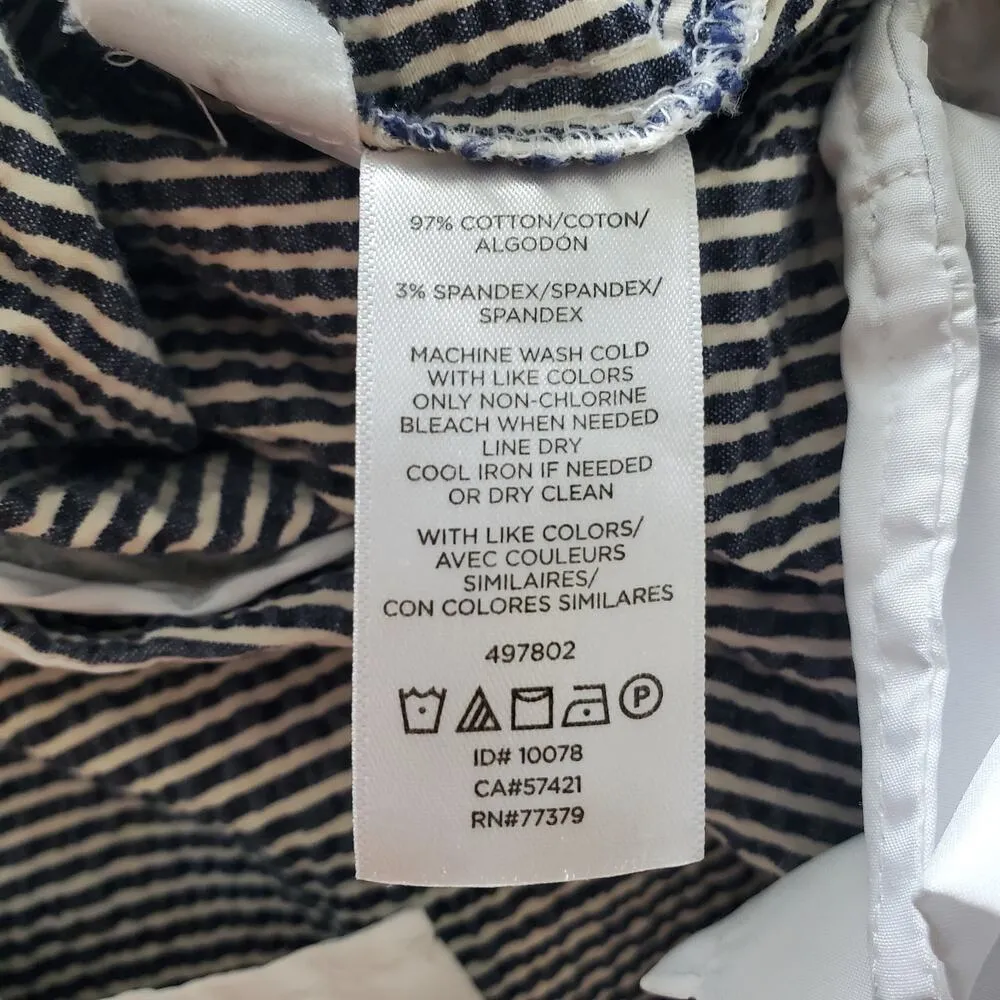 97% COTTON/COTON/
ALGODÓN
3% SPANDEX/SPANDEX/
SPANDEX
MACHINE WASH COLD
WITH LIKE COLORS
ONLY NON-CHLORINE
BLEACH WHEN NEEDED
LINE DRY
COOL IRON IF NEEDED
OR DRY CLEAN
WITH LIKE COLORS/
AVEC COULEURS
SIMILAIRES/
CON COLORES SIMILARES
497802
P
ID# 10078
CA#57421
RN#77379